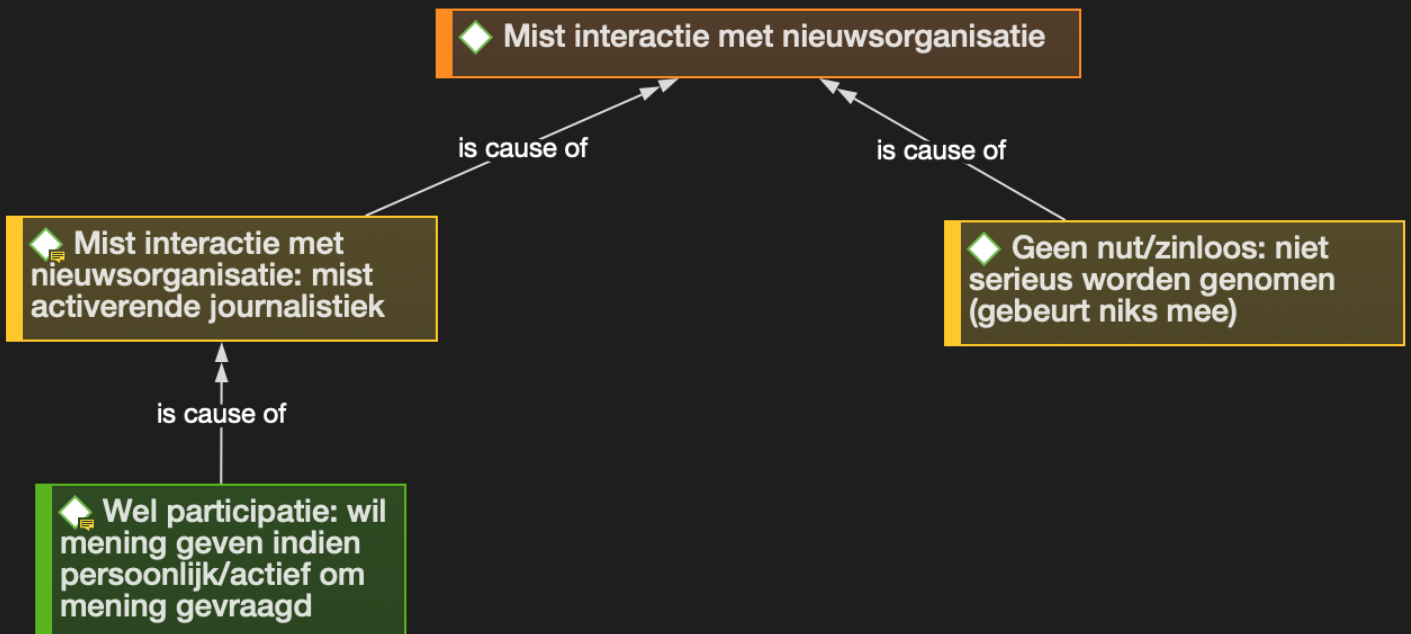 Mist interactie met nieuwsorganisatie
is cause of
is cause of
Mist interactie met
nieuwsorganisatie: mist
activerende journalistiek
Geen nut/zinloos: niet
serieus worden genomen
(gebeurt niks mee)
is cause of
Wel participatie: wil
mening geven indien
persoonlijk/actief om
mening gevraagd